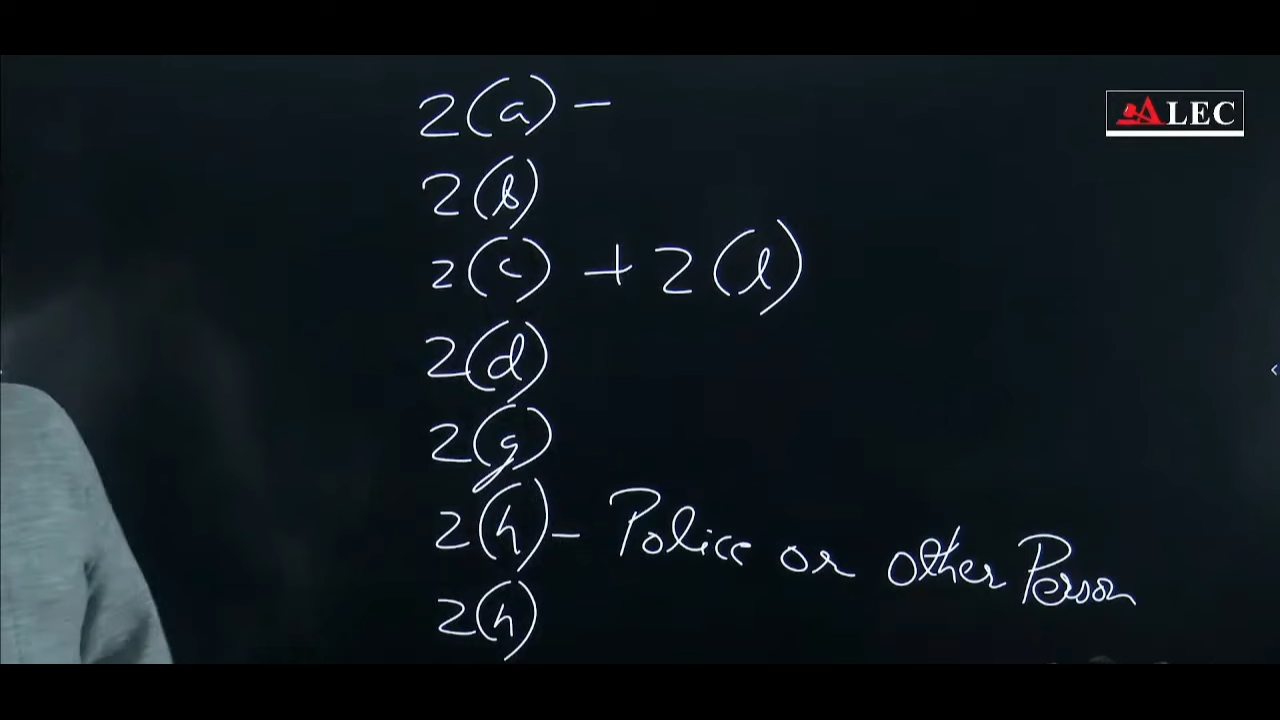 2(a) -
ALEC
2(b)
2(c) + 2(l)
2(d)
2(g)
2(h) - Police or other Person
2(h)